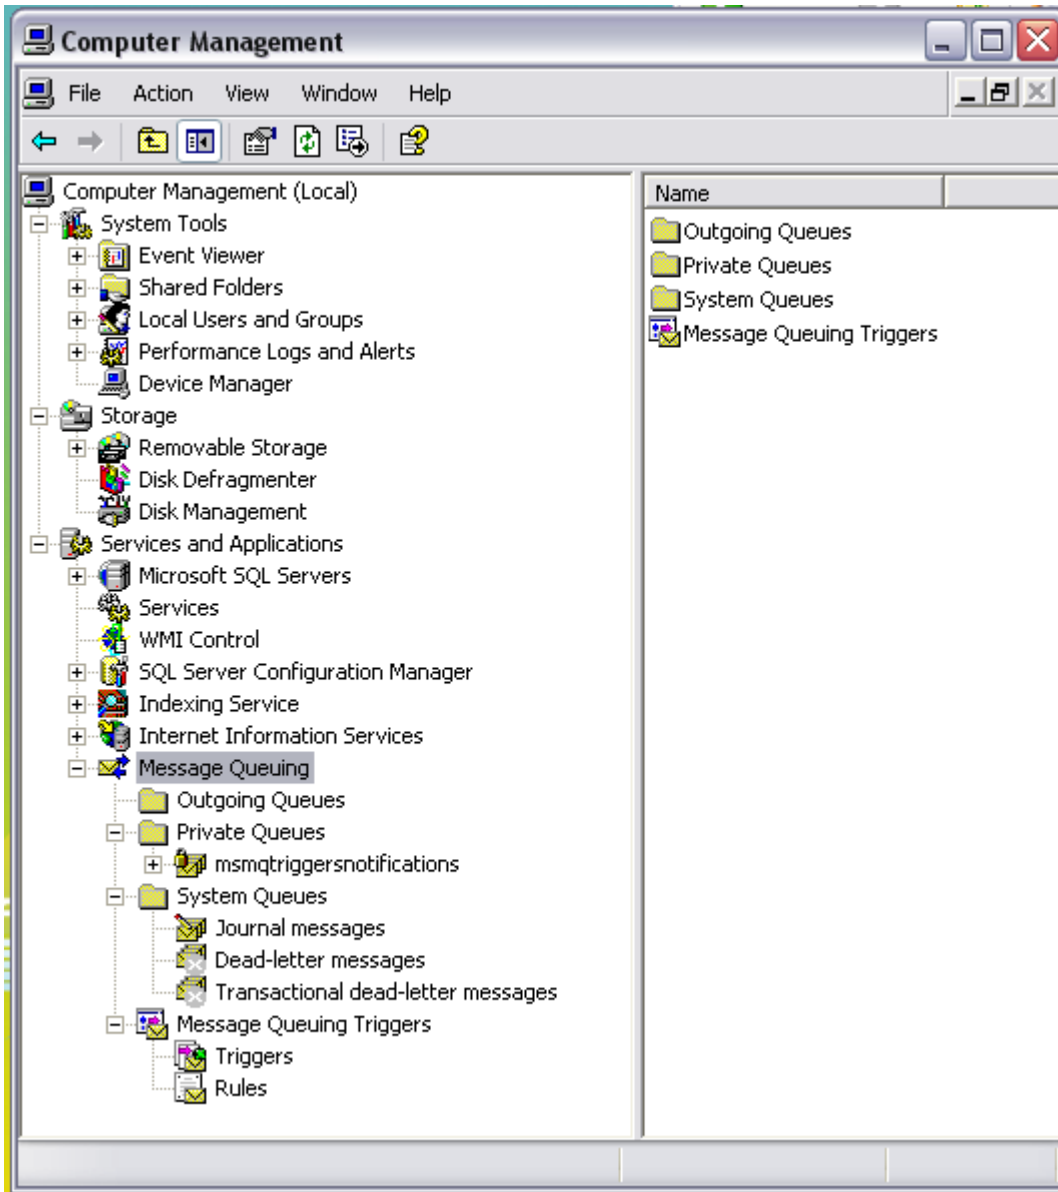 Computer Management
File Action View Window Help
Computer Management (Local)
System Tools
Event Viewer
Shared Folders
Local Users and Groups
Performance Logs and Alerts
Device Manager
Storage
Removable Storage
Disk Defragmenter
Disk Management
Services and Applications
Microsoft SQL Servers
Services
WMI Control
SQL Server Configuration Manager
Indexing Service
Internet Information Services
Message Queuing
Outgoing Queues
Private Queues
msmqtriggersnotifications
System Queues
Journal messages
Dead-letter messages
Transactional dead-letter messages
Message Queuing Triggers
Triggers
Rules
Name
Outgoing Queues
Private Queues
System Queues
Message Queuing Triggers